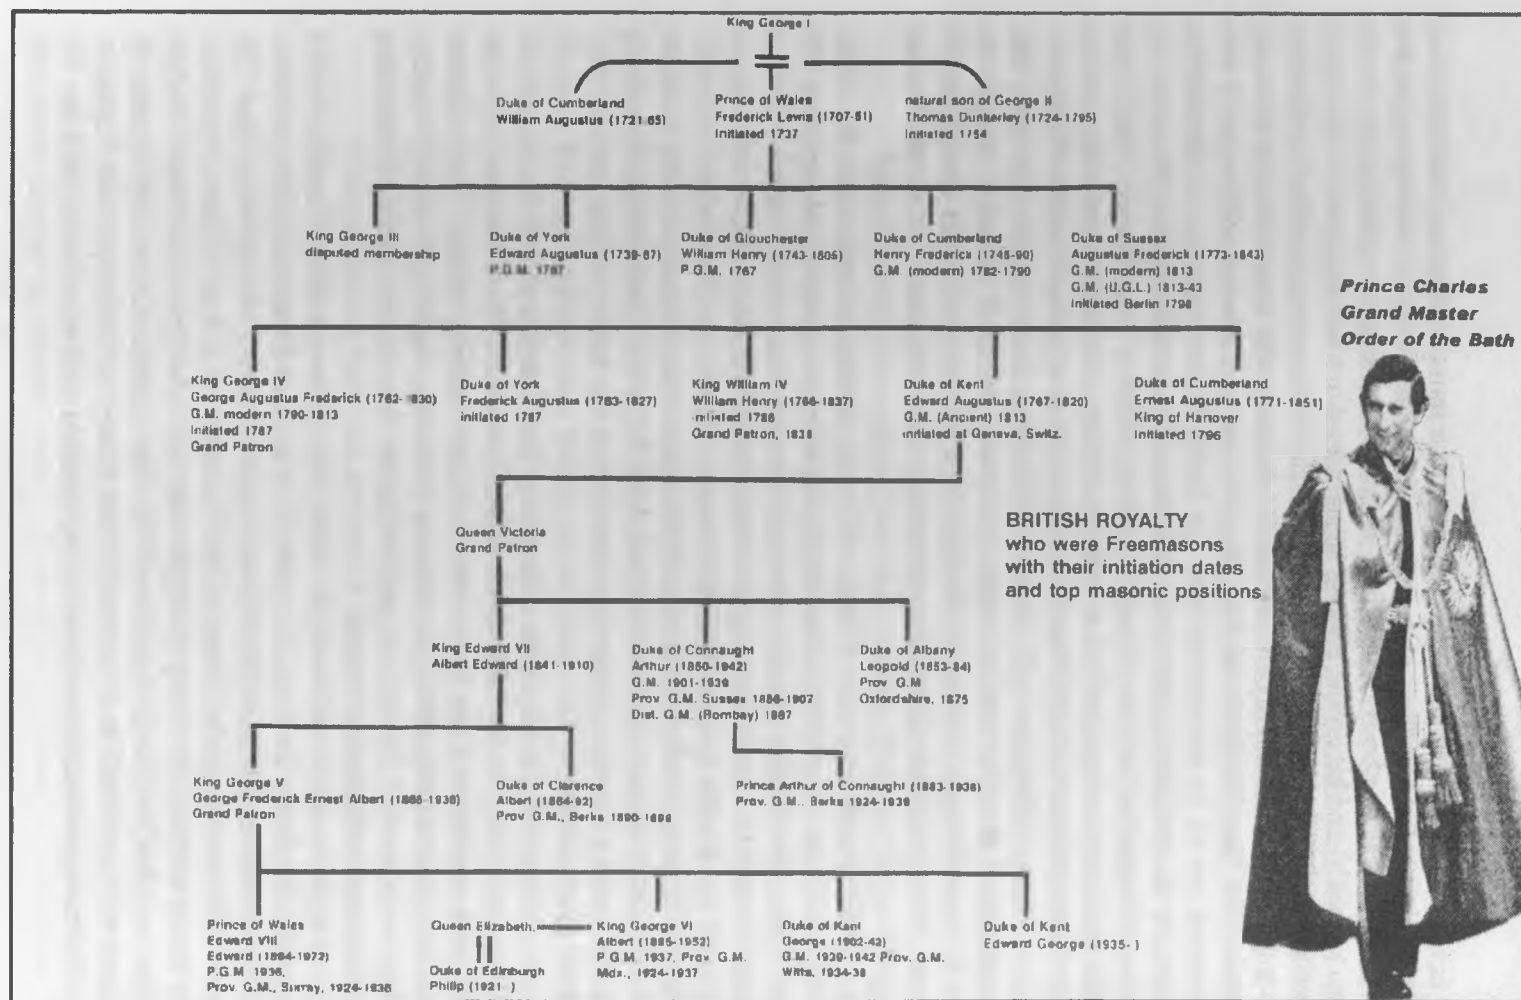 King George I
Duke of Cumberland
William Augustus (1721-65)
Prince of Wales
Frederick Lewis (1707-51)
Initiated 1737
natural son of George II
Thomas Dunkerley (1724-1795)
Initiated 1754
King George III
disputed membership
Duke of York
Edward Augustus (1739-67)
P.G.M. 1767
Duke of Glouchester
William Henry (1743-1805)
P.G.M. 1767
Duke of Cumberland
Henry Frederick (1745-90)
G.M. (modern) 1782-1790
Duke of Sussex
Augustus Frederick (1773-1843)
G.M. (modern) 1813
G.M. (U.G.L.) 1813-43
Initiated Berlin 1798
Prince Charles
Grand Master
Order of the Bath
King George IV
George Augustus Frederick (1762-1830)
G.M. modern 1790-1813
Initiated 1787
Grand Patron
Duke of York
Frederick Augustus (1763-1827)
initiated 1787
King William IV
William Henry (1766-1837)
initiated 1786
Grand Patron,
Duke of Kent
Edward Augustus (1767-1820)
G.M. (Ancient) 1813
initiated at Geneva, Switz.
Duke of Cumberland
Ernest Augustus (1771-1851)
King of Hanover
Initiated 1796
Queen Victoria
Grand Patron
BRITISH ROYALTY
who were Freemasons
with their initiation dates
and top masonic positions
King Edward VII
Albert Edward (1841-1910)
Duke of Connaught
Arthur (1850-1942)
G.M. 1901-1939
Prov. G.M. Sussex 1886-1907
Dist. G.M. (Bombay)
Duke of Albany
Leopold (1853-84)
Prov. G.M
Oxfordshire, 1875
King George V
George Frederick Ernest Albert (1865-1936)
Grand Patron
Duke of Clarence
Albert (1864-92)
Prov G.M., Berks
Prince Arthur of Connaught (1883-1938)
Prov. G.M., Berks
Prince of Wales
Edward VIII
Edward (1894-1972)
P.G.M. 1936,
Prov. G.M., Surray, 1924-1936
Queen Elizabeth,
Duke of Edinburgh
Philip (1921- )
King George VI
Albert (1895-1952)
P.G.M. 1937, Prov. G.M.
Mdx., 1924-1937
Duke of Kent
George (1902-42)
G.M. 1939-1942 Prov. G.M.
Wilts, 1934-39
Duke of Kent
Edward George (1935- )